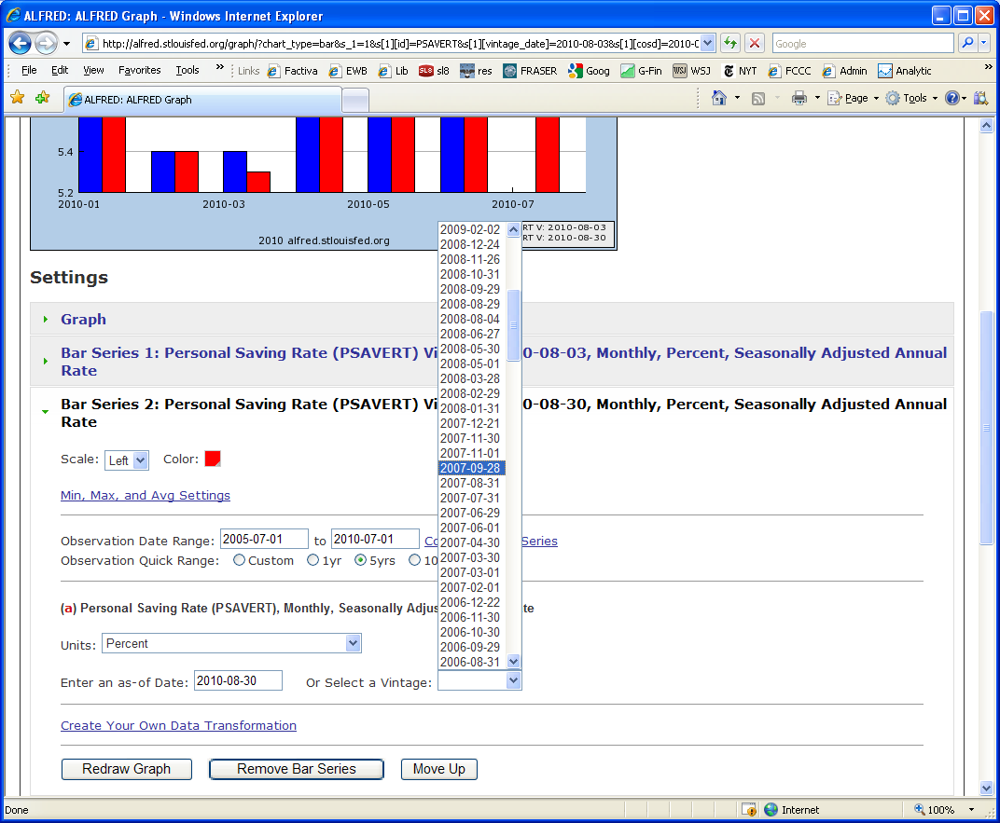 ALFRED: ALFRED Graph - Windows Internet Explorer
http://alfred.stlouisfed.org/graph/?chart_type=bar&s_1=1&s[1][id]=PSAVERT&s[1][vintage_date]=2010-08-03&s[1][cosd]=2010-0
Google
File Edit View Favorites Tools » Links Factiva EWB Lib SL8 sl8 res FRASER Goog G-Fin WSJ WSJ NYT FCCC Admin Analytic »
ALFRED: ALFRED Graph
Page Tools
5.4
5.2
2010-01 2010-03 2010-05 2010-07
RT V: 2010-08-03
RT V: 2010-08-30
2010 alfred.stlouisfed.org
Settings
Graph
Bar Series 1: Personal Saving Rate (PSAVERT) Vi 0-08-03, Monthly, Percent, Seasonally Adjusted Annual
Rate
Bar Series 2: Personal Saving Rate (PSAVERT) Vi 0-08-30, Monthly, Percent, Seasonally Adjusted Annual
Rate
Scale: Left Color:
Min, Max, and Avg Settings
Observation Date Range: 2005-07-01 to 2010-07-01 Co Series
Observation Quick Range: Custom 1yr 5yrs 10
(a) Personal Saving Rate (PSAVERT), Monthly, Seasonally Adjus te
Units: Percent
Enter an as-of Date: 2010-08-30 Or Select a Vintage:
2009-02-02
2008-12-24
2008-11-26
2008-10-31
2008-09-29
2008-08-29
2008-08-04
2008-06-27
2008-05-30
2008-05-01
2008-03-28
2008-02-29
2008-01-31
2007-12-21
2007-11-30
2007-11-01
2007-09-28
2007-08-31
2007-07-31
2007-06-29
2007-06-01
2007-04-30
2007-03-30
2007-03-01
2007-02-01
2006-12-22
2006-11-30
2006-10-30
2006-09-29
2006-08-31
Create Your Own Data Transformation
Redraw Graph Remove Bar Series Move Up
Done Internet 100%